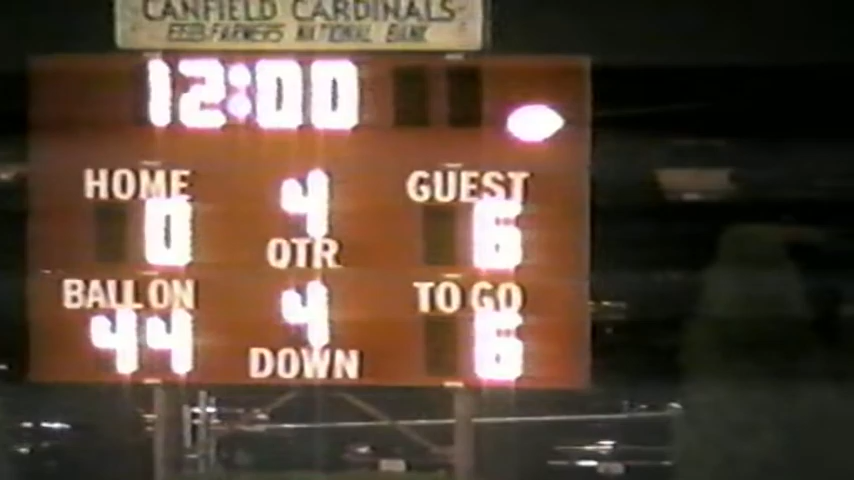 CANFIELD CARDINALS
FARMERS NATIONAL BANK
12:00
HOME 4 GUEST
0 QTR 6
BALL ON 4 TO GO
44 DOWN 6